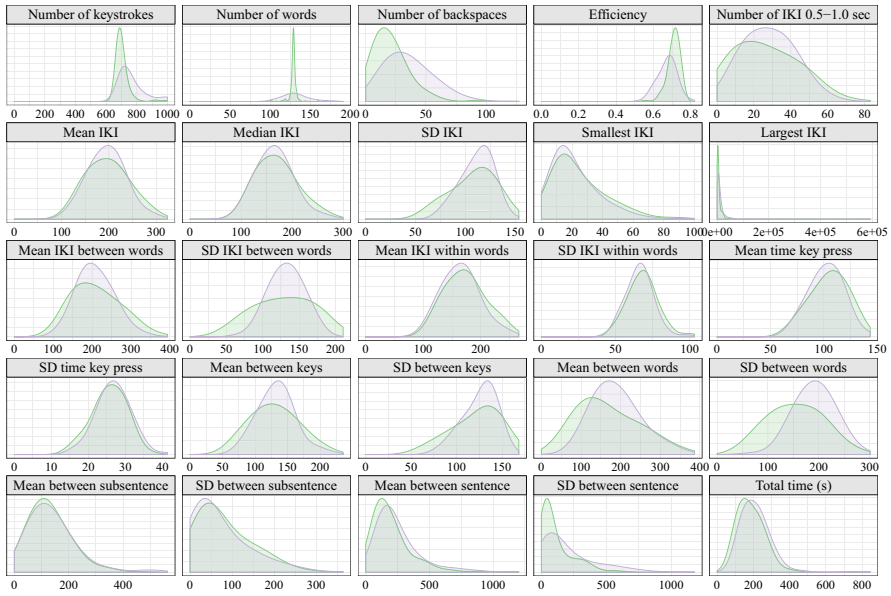 Number of keystrokes Number of words Number of backspaces Efficiency Number of IKI 0.5−1.0 sec
0 200 400 600 800 1000 0 50 100 150 200 0 50 100 0.0 0.2 0.4 0.6 0.8 0 20 40 60 80
Mean IKI Median IKI SD IKI Smallest IKI Largest IKI
0 100 200 300 0 100 200 300 0 50 100 150 0 20 40 60 80 100 0e+00 2e+05 4e+05 6e+05
Mean IKI between words SD IKI between words Mean IKI within words SD IKI within words Mean time key press
0 100 200 300 400 0 50 100 150 200 0 100 200 0 50 100 0 50 100 150
SD time key press Mean between keys SD between keys Mean between words SD between words
0 10 20 30 40 0 50 100 150 200 0 50 100 150 0 100 200 300 400 0 100 200 300
Mean between subsentence SD between subsentence Mean between sentence SD between sentence Total time (s)
0 200 400 0 100 200 300 0 500 1000 0 500 1000 0 200 400 600 800